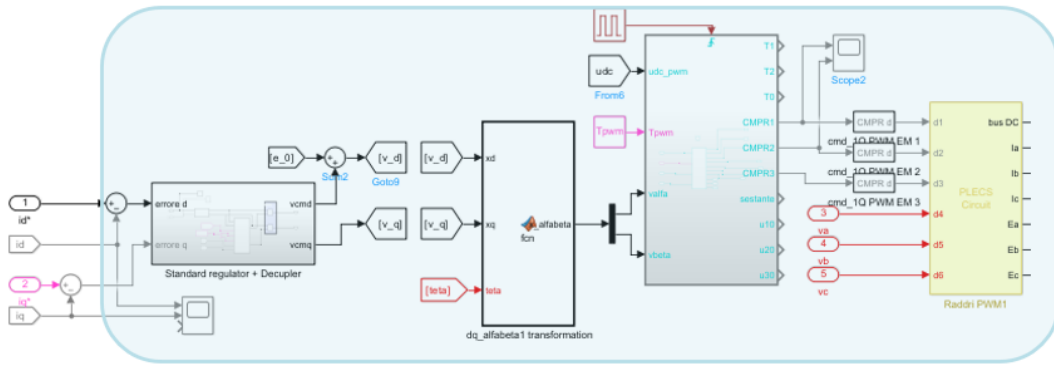 T1
udc
udc_pwm
T2
Scope2
From6
T0
Tpwm
Tpwm
CMPR1
CMPR d
d1
bus DC
cmd_1Q PWM EM 1
[e_0]
[v_d]
[v_d]
xd
CMPR2
CMPR d
d2
Ia
Sum2
Goto9
cmd_1Q PWM EM 2
CMPR3
CMPR d
d3
Ib
1
errore d
vcmd
valfa
sestante
cmd_1Q PWM EM 3
PLECS
Circuit
Ic
id*
3
d4
va
[v_q]
[v_q]
xq
fcn
u10
Ea
id
errore q
vcmq
vbeta
u20
4
d5
Eb
vb
Standard regulator + Decupler
2
[teta]
teta
u30
5
d6
Ec
iq*
vc
iq
Raddri PWM1
dq_alfabeta1 transformation